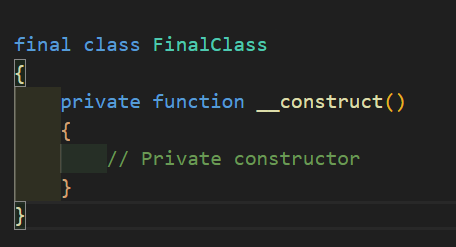 final class FinalClass
{
    private function __construct()
    {
        // Private constructor
    }
}